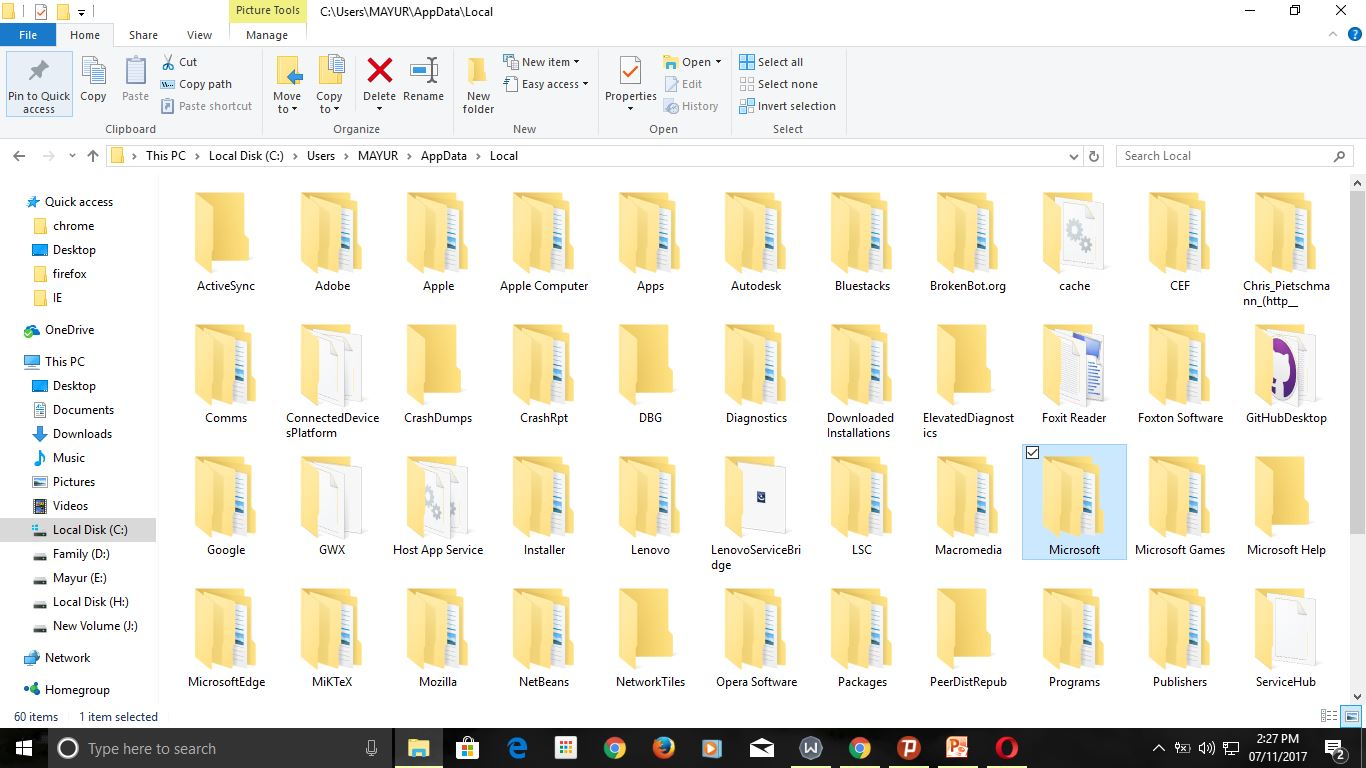 Picture Tools
C:\Users\MAYUR\AppData\Local
File
Home
Share
View
Manage
Pin to Quick
access
Copy
Paste
Cut
Copy path
Paste shortcut
Move
to
Copy
to
Delete
Rename
New
folder
New item
Easy access
Properties
Open
Edit
History
Select all
Select none
Invert selection
Clipboard
Organize
New
Open
Select
This PC > Local Disk (C:) > Users > MAYUR > AppData > Local
Search Local
Quick access
chrome
Desktop
firefox
IE
OneDrive
This PC
Desktop
Documents
Downloads
Music
Pictures
Videos
Local Disk (C:)
Family (D:)
Mayur (E:)
Local Disk (H:)
New Volume (J:)
Network
Homegroup
ActiveSync
Adobe
Apple
Apple Computer
Apps
Autodesk
Bluestacks
BrokenBot.org
cache
CEF
Chris_Pietschm
ann_(http__
Comms
ConnectedDevic
esPlatform
CrashDumps
CrashRpt
DBG
Diagnostics
Downloaded
Installations
ElevatedDiagnost
ics
Foxit Reader
Foxton Software
GitHubDesktop
Google
GWX
Host App Service
Installer
Lenovo
LenovoServiceBri
dge
LSC
Macromedia
Microsoft
Microsoft Games
Microsoft Help
MicrosoftEdge
MiKTeX
Mozilla
NetBeans
NetworkTiles
Opera Software
Packages
PeerDistRepub
Programs
Publishers
ServiceHub
60 items
1 item selected
Type here to search
2:27 PM
07/11/2017
2